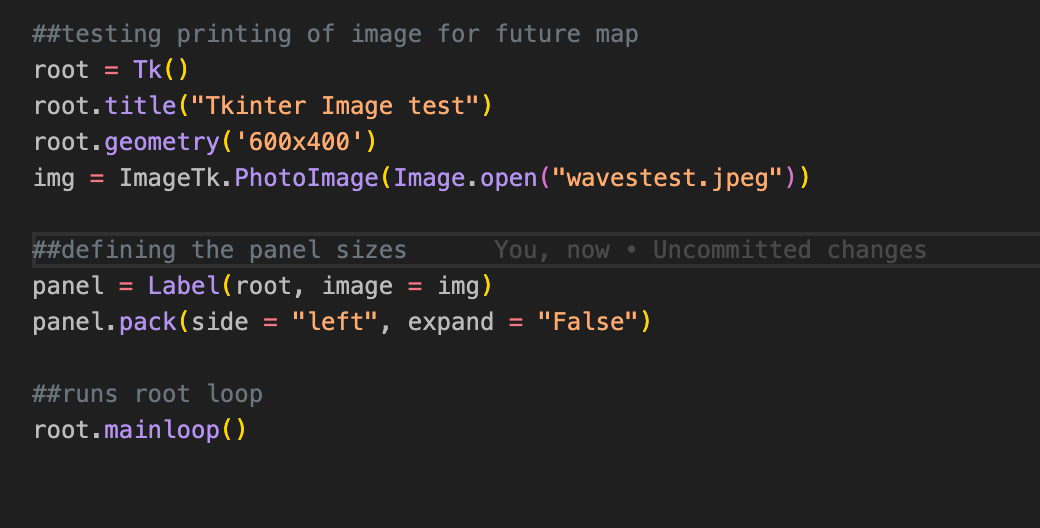 ##testing printing of image for future map
root = Tk()
root.title("Tkinter Image test")
root.geometry('600x400')
img = ImageTk.PhotoImage(Image.open("wavestest.jpeg"))
##defining the panel sizes You, now • Uncommitted changes
panel = Label(root, image = img)
panel.pack(side = "left", expand = "False")
##runs root loop
root.mainloop()